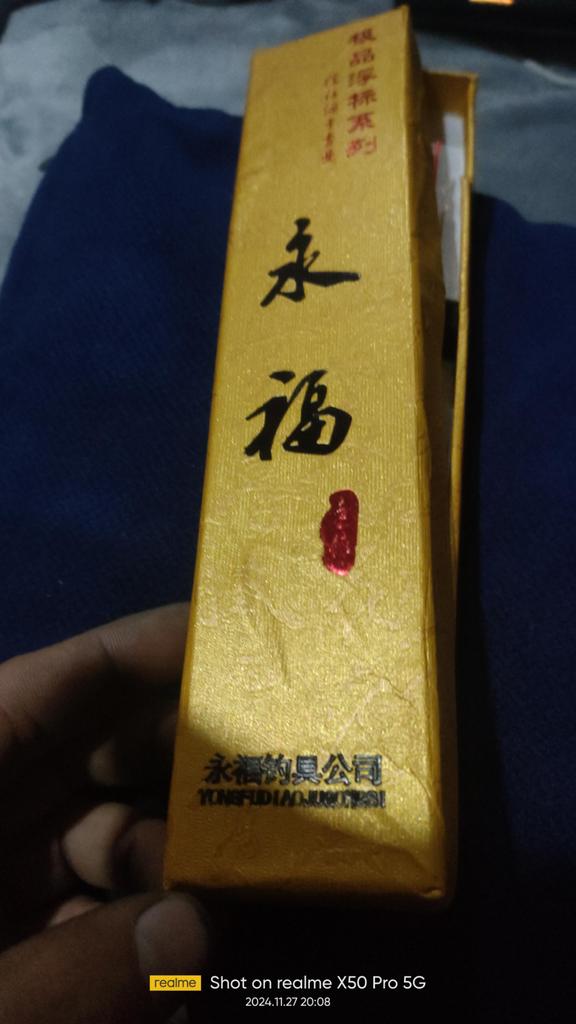 极品浮标系列
永福
永福钓具公司
YONGFUDIAOJUGONGSI
realme Shot on realme X50 Pro 5G
2024.11.27 20:08